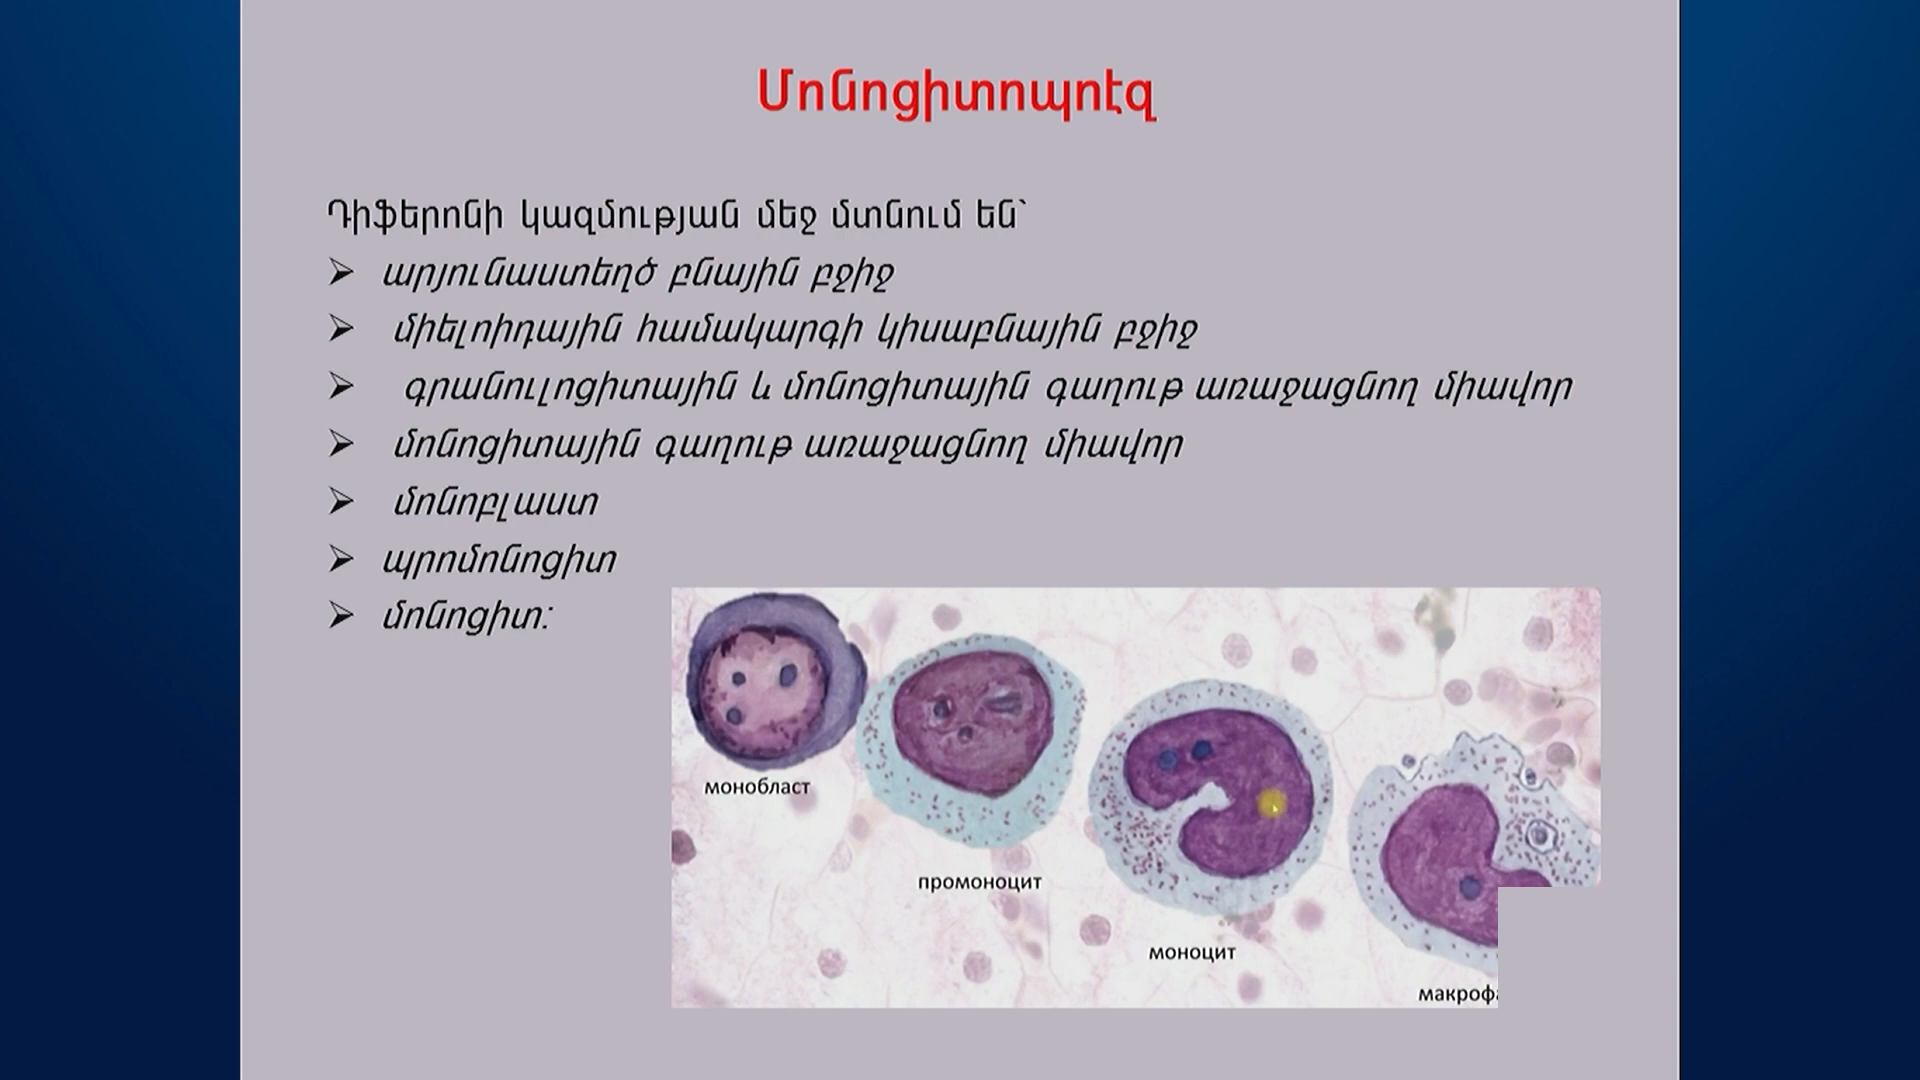 Մոնոցիտոպոէզ
Դիֆերոնի կազմության մեջ մտնում են՝
արյունաստեղծ բնային բջիջ
միելոիդային համակարգի կիսաբնային բջիջ
գրանուլոցիտային և մոնոցիտային գաղութ առաջացնող միավոր
մոնոցիտային գաղութ առաջացնող միավոր
մոնոբլաստ
պրոմոնոցիտ
մոնոցիտ:
монобласт
промоноцит
моноцит